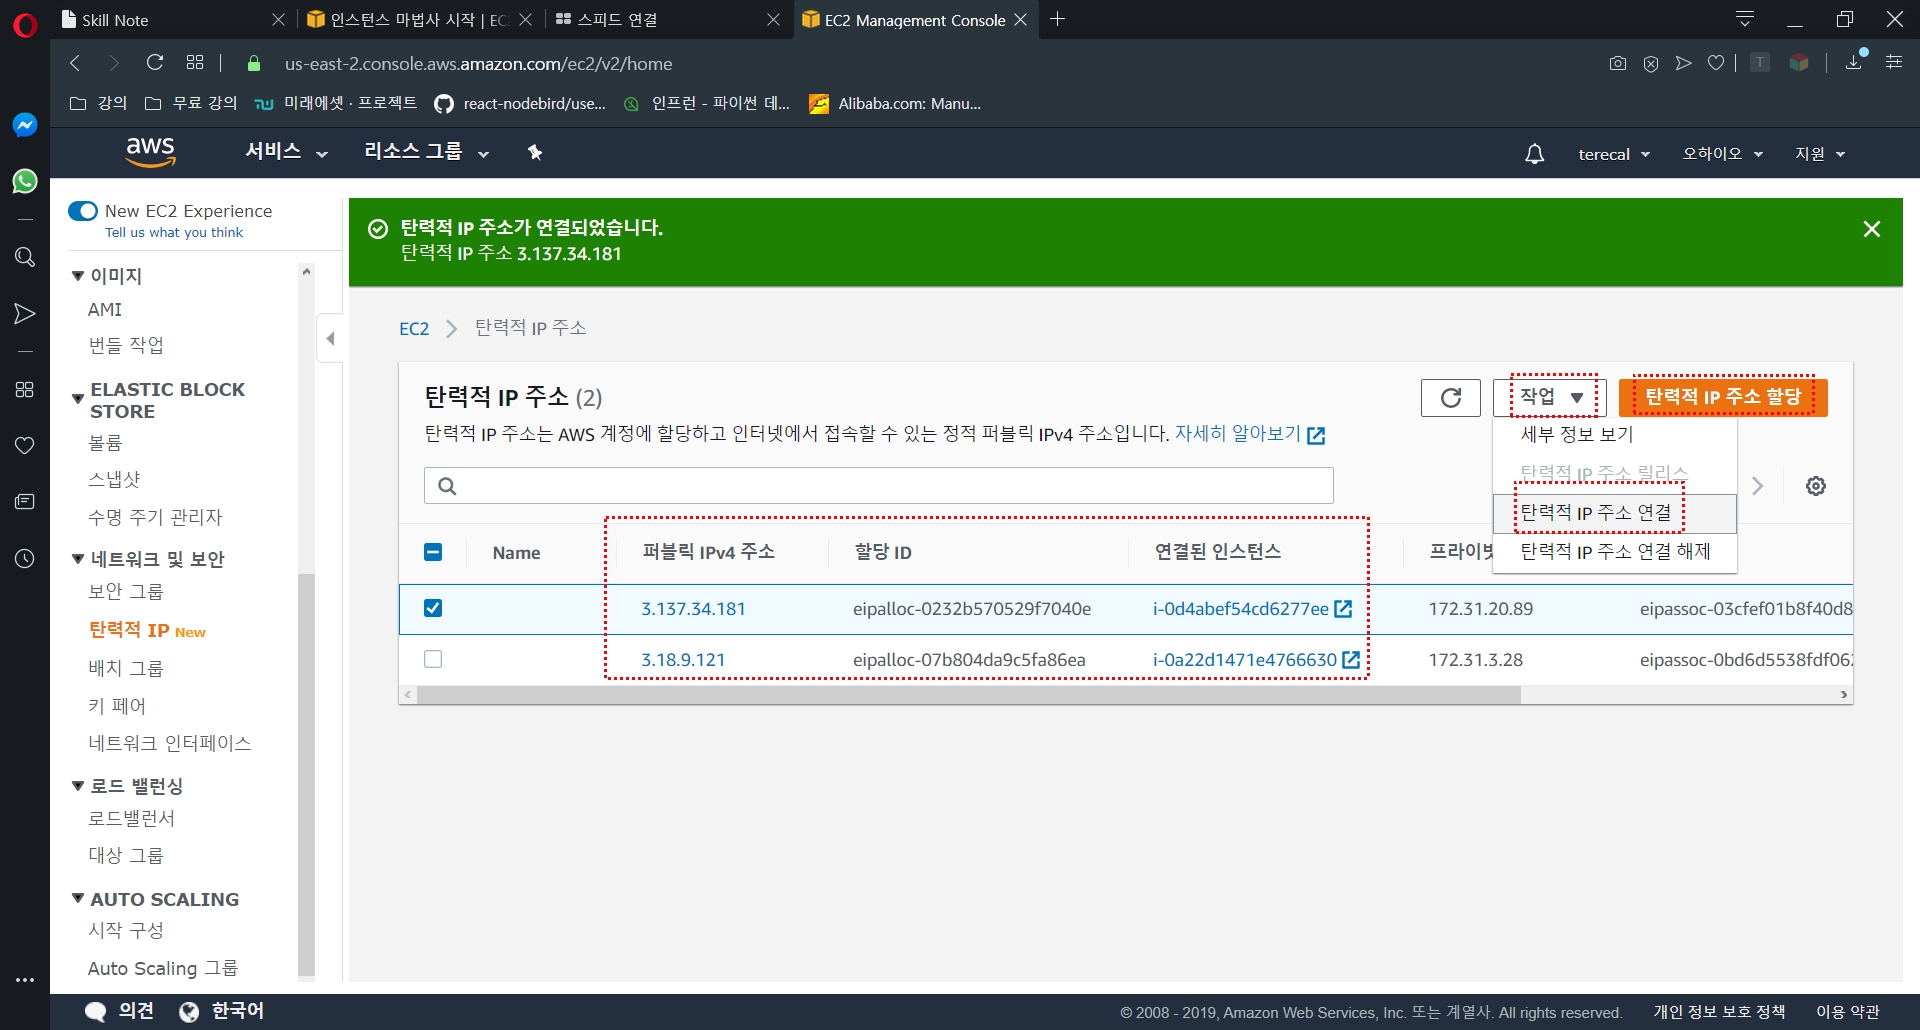 Skill Note
인스턴스 마법사 시작 | EC
스피드 연결
EC2 Management Console
us-east-2.console.aws.amazon.com/ec2/v2/home
강의
무료 강의
미래에셋 · 프로젝트
react-nodebird/use...
인프런 - 파이썬 데...
Alibaba.com: Manu...
aws
서비스
리소스 그룹
terecal
오하이오
지원
New EC2 Experience
Tell us what you think
이미지
AMI
번들 작업
ELASTIC BLOCK
STORE
볼륨
스냅샷
수명 주기 관리자
네트워크 및 보안
보안 그룹
탄력적 IP New
배치 그룹
키 페어
네트워크 인터페이스
로드 밸런싱
로드밸런서
대상 그룹
AUTO SCALING
시작 구성
Auto Scaling 그룹
탄력적 IP 주소가 연결되었습니다.
탄력적 IP 주소 3.137.34.181
EC2
탄력적 IP 주소
탄력적 IP 주소 (2)
작업
탄력적 IP 주소 할당
탄력적 IP 주소는 AWS 계정에 할당하고 인터넷에서 접속할 수 있는 정적 퍼블릭 IPv4 주소입니다. 자세히 알아보기
세부 정보 보기
탄력적 IP 주소 릴리스
탄력적 IP 주소 연결
탄력적 IP 주소 연결 해제
Name
퍼블릭 IPv4 주소
할당 ID
연결된 인스턴스
프라이빗
3.137.34.181
eipalloc-0232b570529f7040e
i-0d4abef54cd6277ee
172.31.20.89
eipassoc-03cfef01b8f40d8
3.18.9.121
eipalloc-07b804da9c5fa86ea
i-0a22d1471e4766630
172.31.3.28
eipassoc-0bd6d5538fdf062
의견
한국어
© 2008 - 2019, Amazon Web Services, Inc. 또는 계열사. All rights reserved.
개인 정보 보호 정책
이용 약관